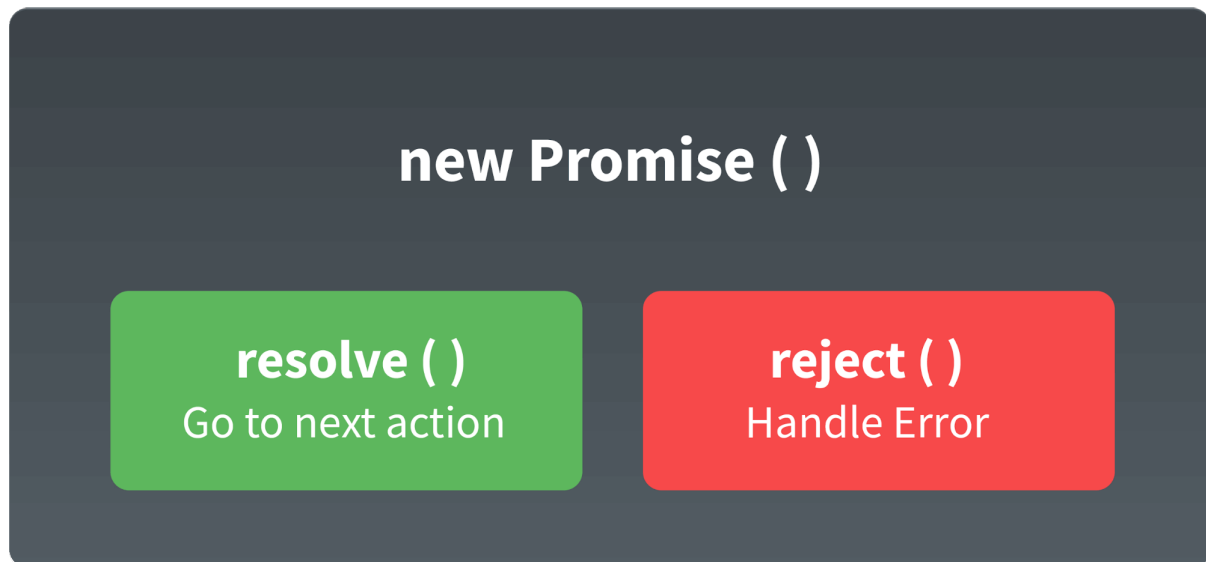 new Promise ( )
resolve ( )
Go to next action
reject ( )
Handle Error